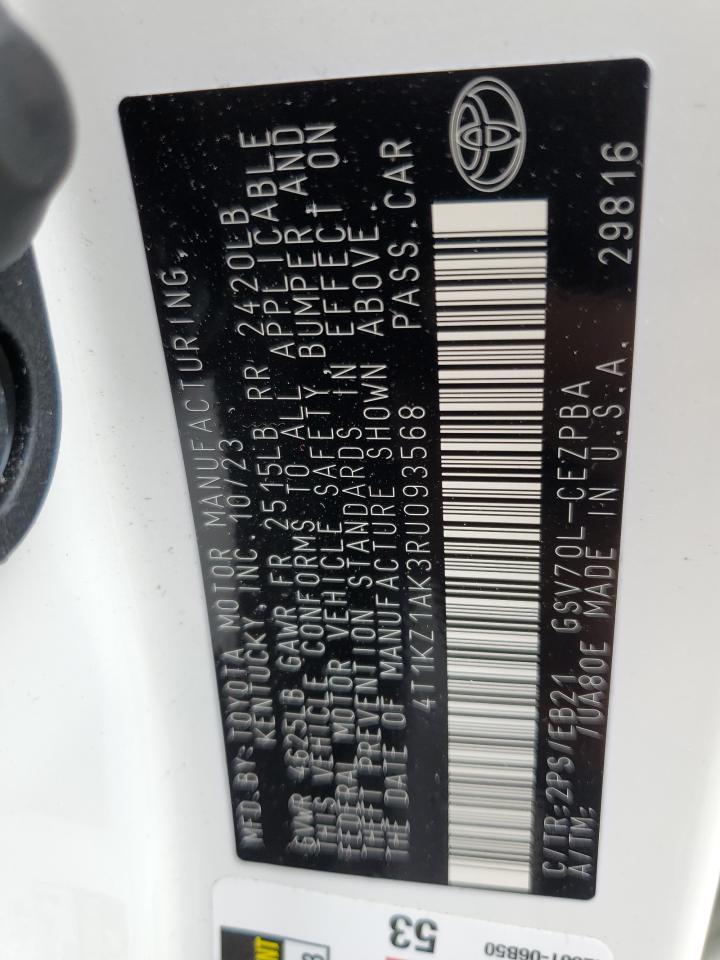 MFD. BY: TOYOTA MOTOR MANUFACTURING,
KENTUCKY INC. 10/23
GVWR 4625LB GAWR FR 2515LB RR 2420LB
THIS VEHICLE CONFORMS TO ALL APPLICABLE
FEDERAL MOTOR VEHICLE SAFETY, BUMPER AND
THEFT PREVENTION STANDARDS IN EFFECT ON
THE DATE OF MANUFACTURE SHOWN ABOVE.
4T1KZ1AK3RU093568 PASS. CAR
C/TR: 2PS/EB21 GSV70L-CEZPBA
A/TM: /UA80E MADE IN U.S.A. 29816
53